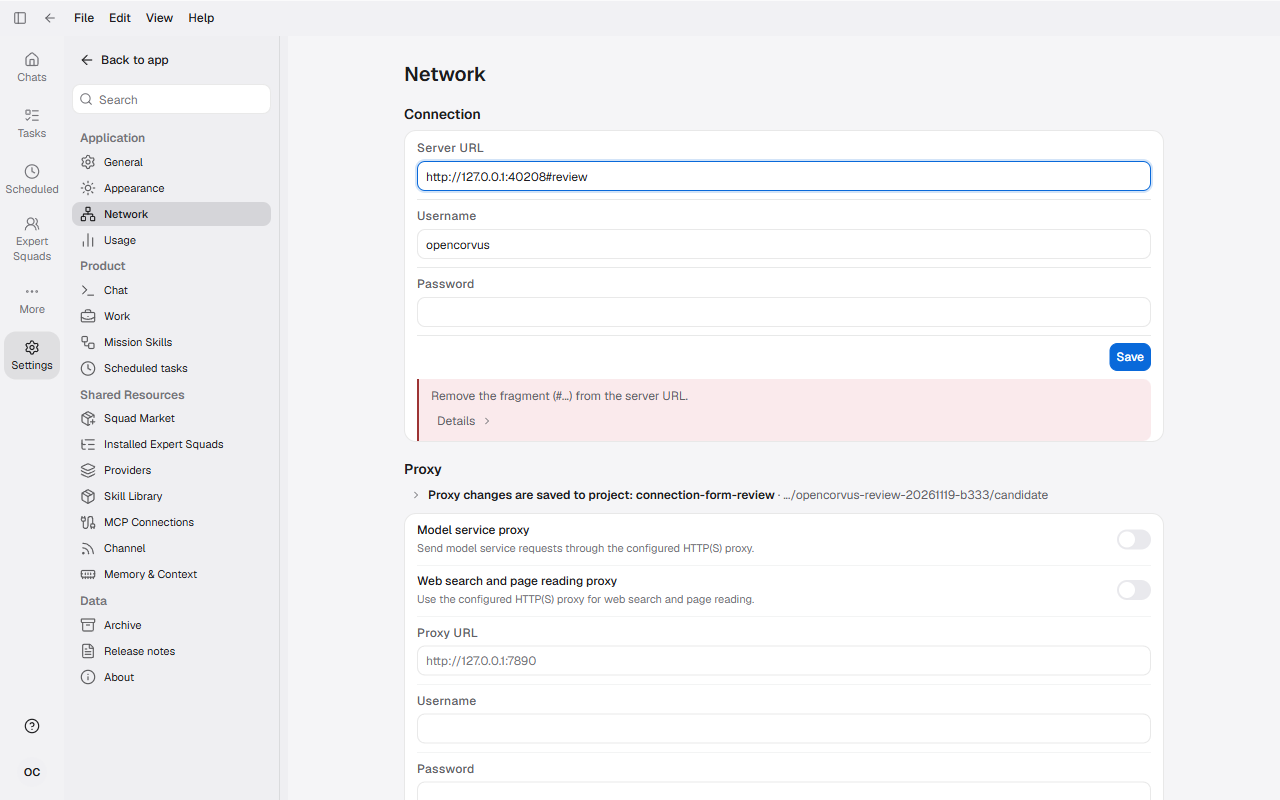 File Edit View Help
Chats
Tasks
Scheduled
Expert
Squads
More
Settings
OC
Back to app
Search
Application
General
Appearance
Network
Usage
Product
Chat
Work
Mission Skills
Scheduled tasks
Shared Resources
Squad Market
Installed Expert Squads
Providers
Skill Library
MCP Connections
Channel
Memory & Context
Data
Archive
Release notes
About
Network
Connection
Server URL
http://127.0.0.1:40208#review
Username
opencorvus
Password
Save
Remove the fragment (#…) from the server URL.
Details
Proxy
Proxy changes are saved to project: connection-form-review · …/opencorvus-review-20261119-b333/candidate
Model service proxy
Send model service requests through the configured HTTP(S) proxy.
Web search and page reading proxy
Use the configured HTTP(S) proxy for web search and page reading.
Proxy URL
http://127.0.0.1:7890
Username
Password